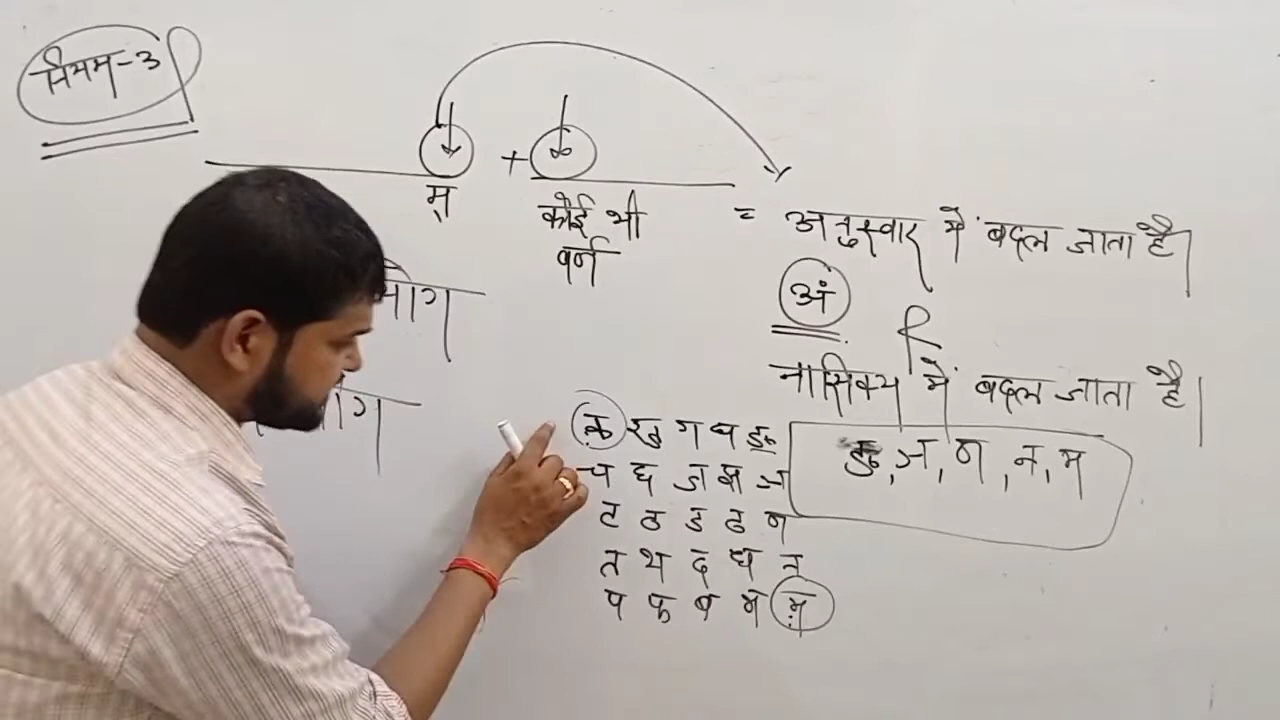 नियम-3
म् + कोई भी वर्ण = अनुस्वार में बदल जाता है।
अं
नासिक्य में बदल जाता है।
क ख ग घ ङ
च छ ज झ ञ
ट ठ ड ढ ण
त थ द ध न
प फ ब भ म
ङ, ञ, ण, न, म